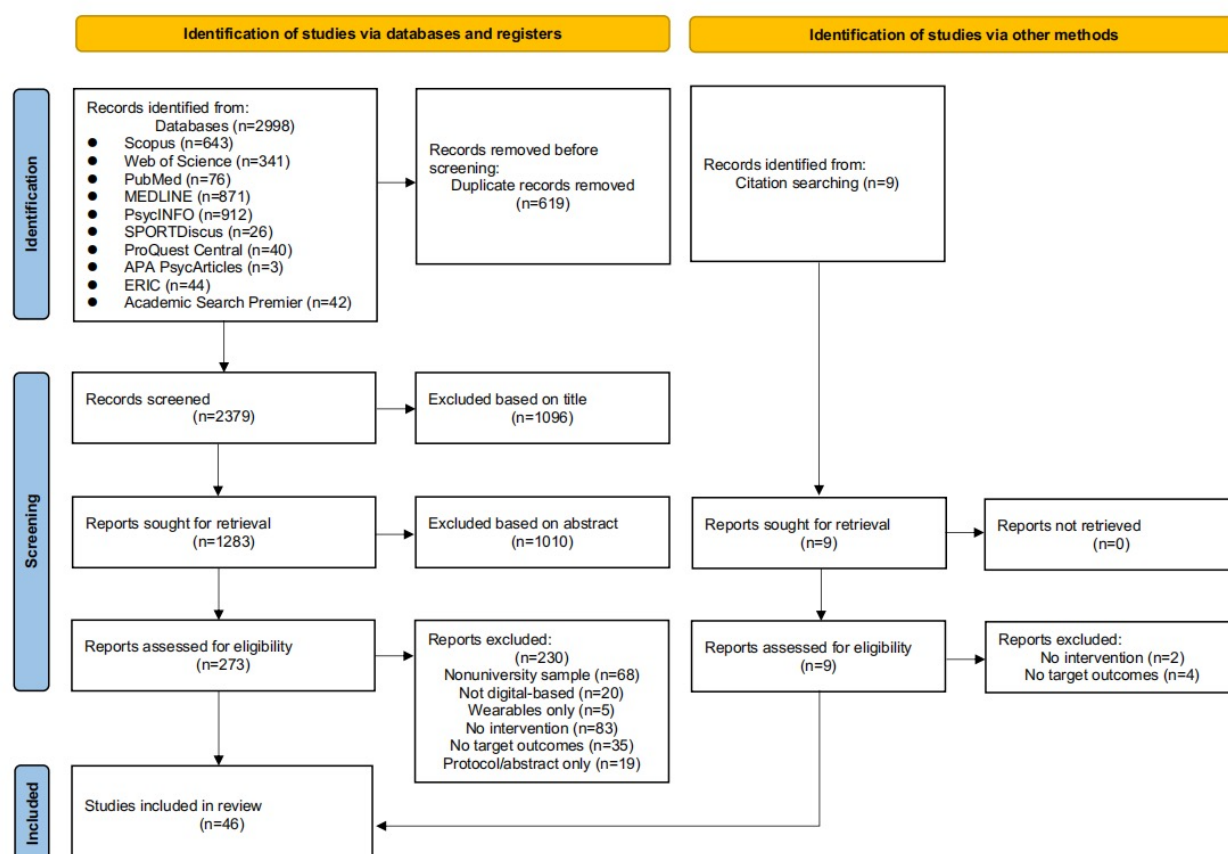 Identification of studies via databases and registers
Identification of studies via other methods
Identification
Records identified from:
Databases (n=2998)
● Scopus (n=643)
● Web of Science (n=341)
● PubMed (n=76)
● MEDLINE (n=871)
● PsycINFO (n=912)
● SPORTDiscus (n=26)
● ProQuest Central (n=40)
● APA PsycArticles (n=3)
● ERIC (n=44)
● Academic Search Premier (n=42)
Records removed before
screening:
Duplicate records removed
(n=619)
Records identified from:
Citation searching (n=9)
Screening
Records screened
(n=2379)
Excluded based on title
(n=1096)
Reports sought for retrieval
(n=1283)
Excluded based on abstract
(n=1010)
Reports sought for retrieval
(n=9)
Reports not retrieved
(n=0)
Reports assessed for eligibility
(n=273)
Reports excluded:
(n=230)
Nonuniversity sample (n=68)
Not digital-based (n=20)
Wearables only (n=5)
No intervention (n=83)
No target outcomes (n=35)
Protocol/abstract only (n=19)
Reports assessed for eligibility
(n=9)
Reports excluded:
No intervention (n=2)
No target outcomes (n=4)
Included
Studies included in review
(n=46)